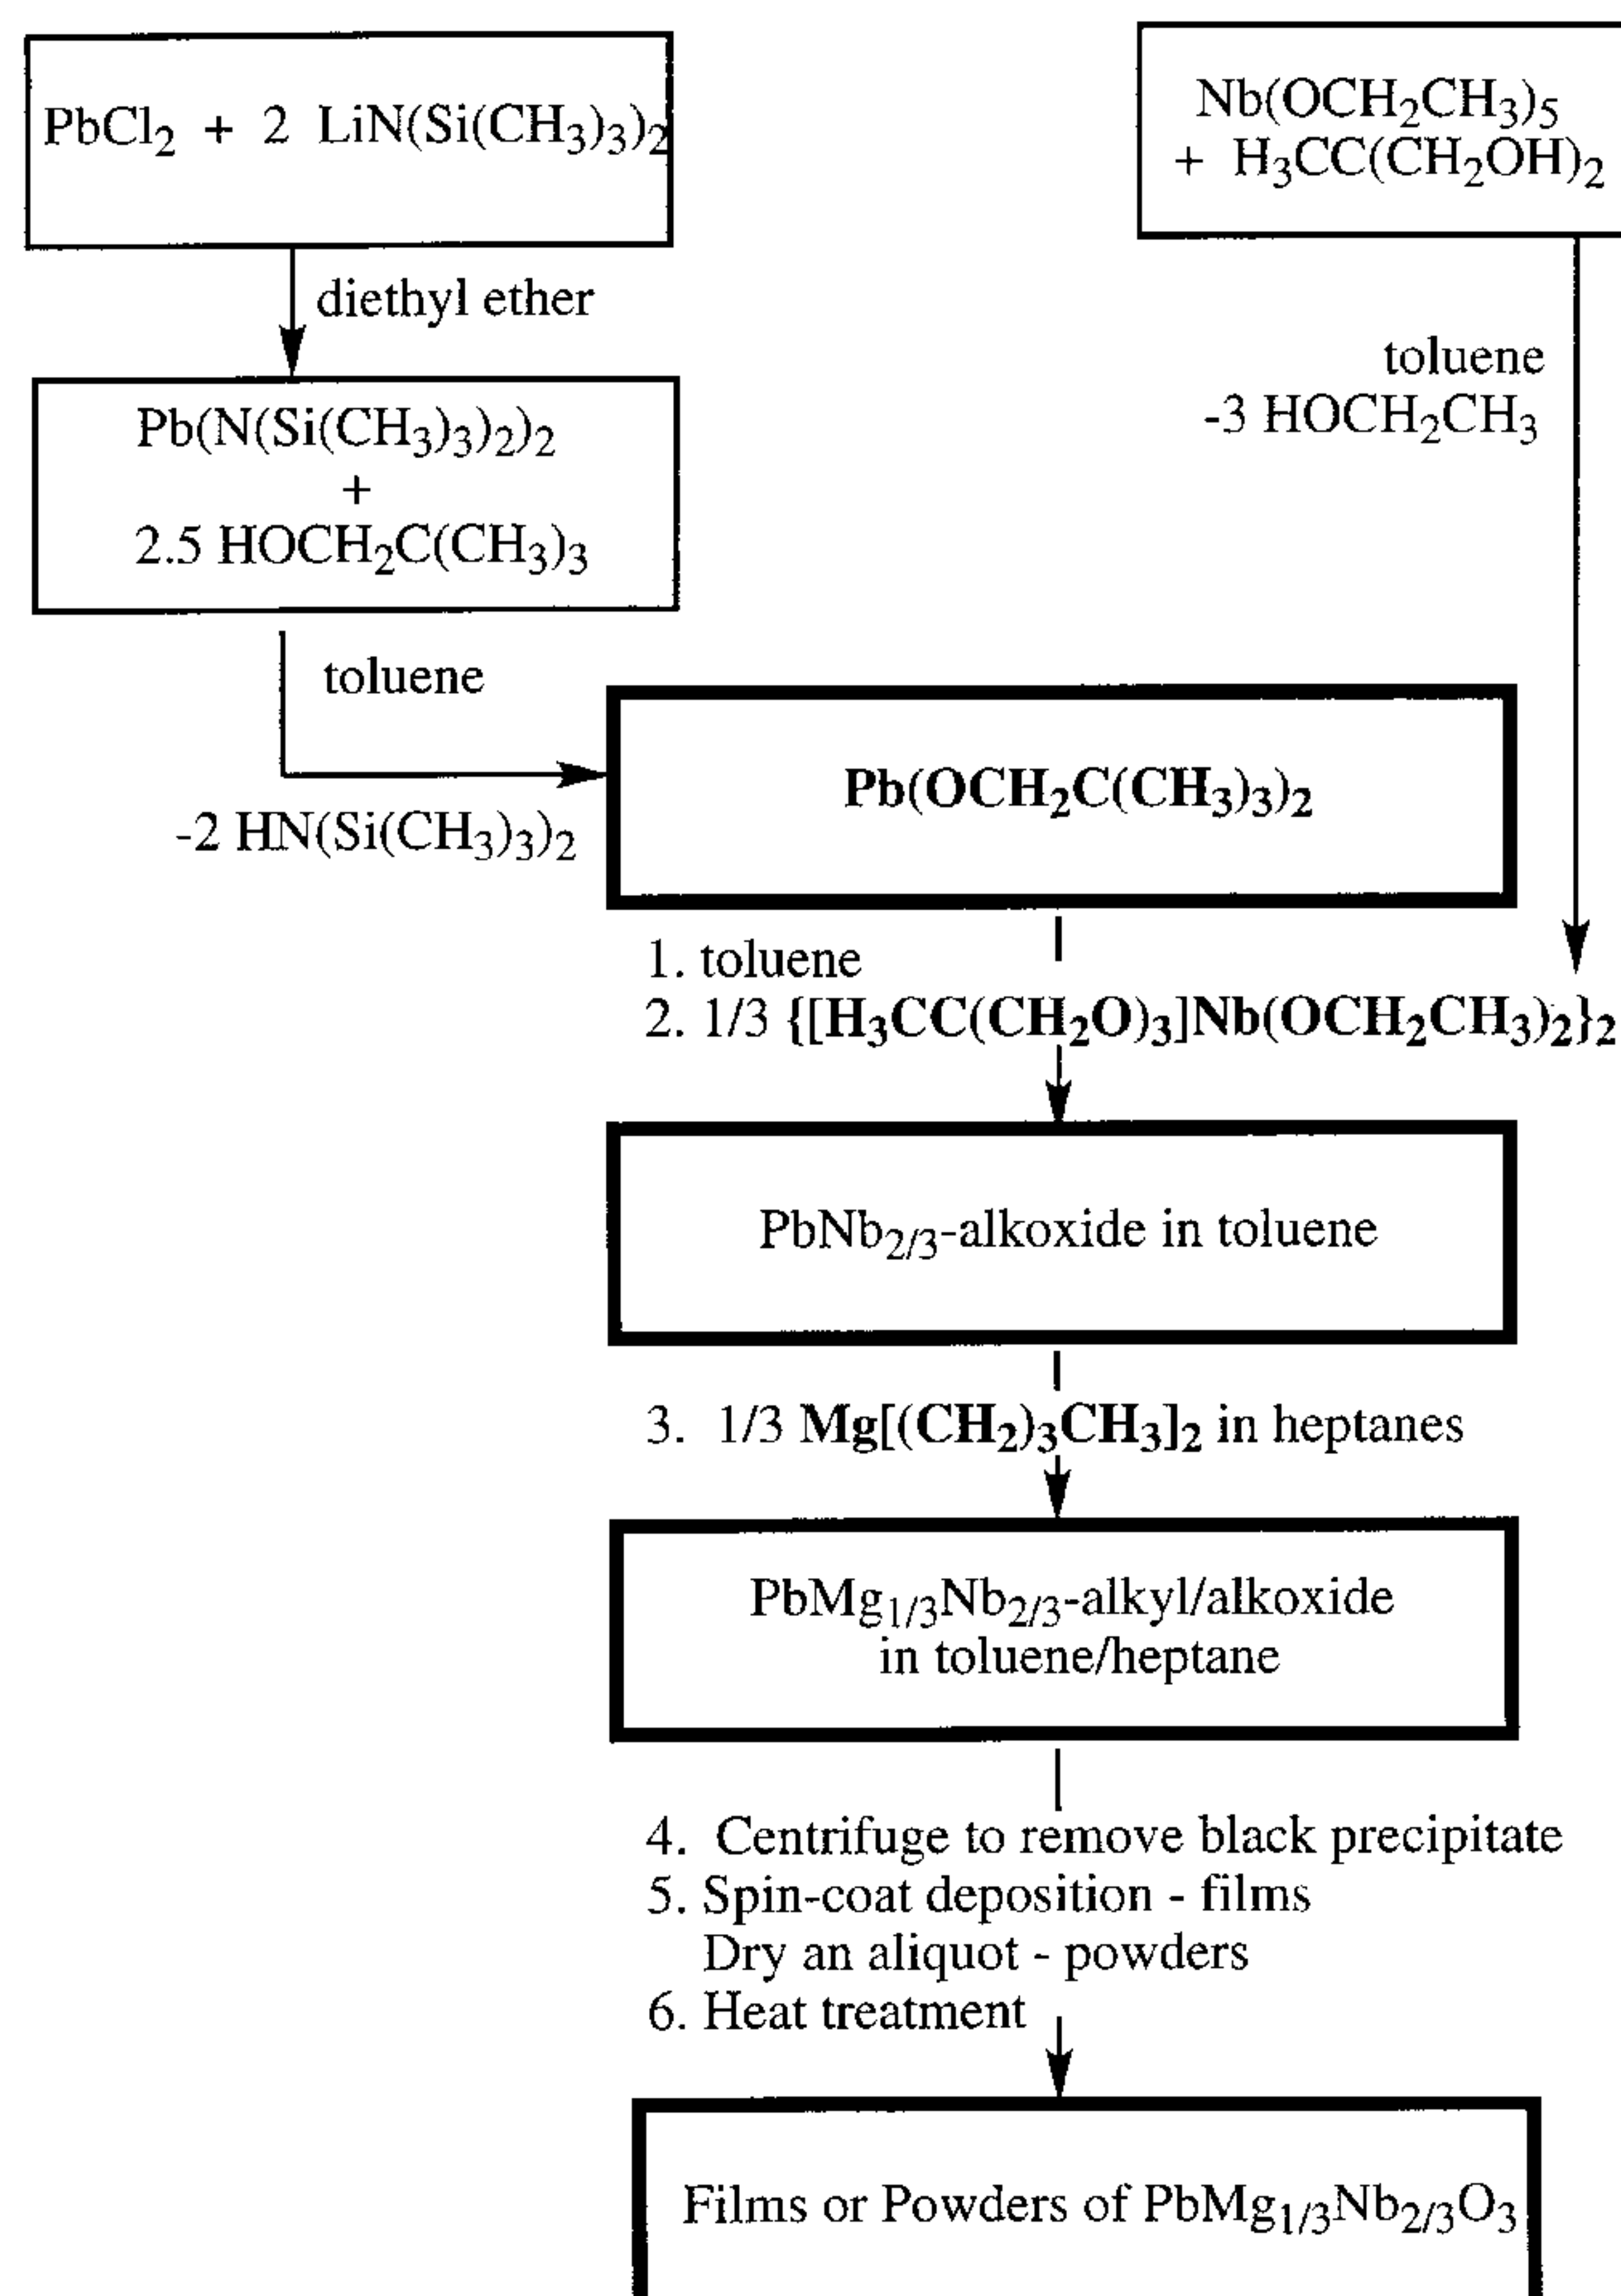 PbCl2 + 2 LiN(Si(CH3)3)2
Nb(OCH2CH3)5
+ H3CC(CH2OH)2
diethyl ether
Pb(N(Si(CH3)3)2)2
+
2.5 HOCH2C(CH3)3
toluene
-3 HOCH2CH3
toluene
-2 HN(Si(CH3)3)2
Pb(OCH2C(CH3)3)2
1. toluene
2. 1/3 {[H3CC(CH2O)3]Nb(OCH2CH3)2}2
PbNb2/3-alkoxide in toluene
3. 1/3 Mg[(CH2)3CH3]2 in heptanes
PbMg1/3Nb2/3-alkyl/alkoxide
in toluene/heptane
4. Centrifuge to remove black precipitate
5. Spin-coat deposition - films
Dry an aliquot - powders
6. Heat treatment
Films or Powders of PbMg1/3Nb2/3O3